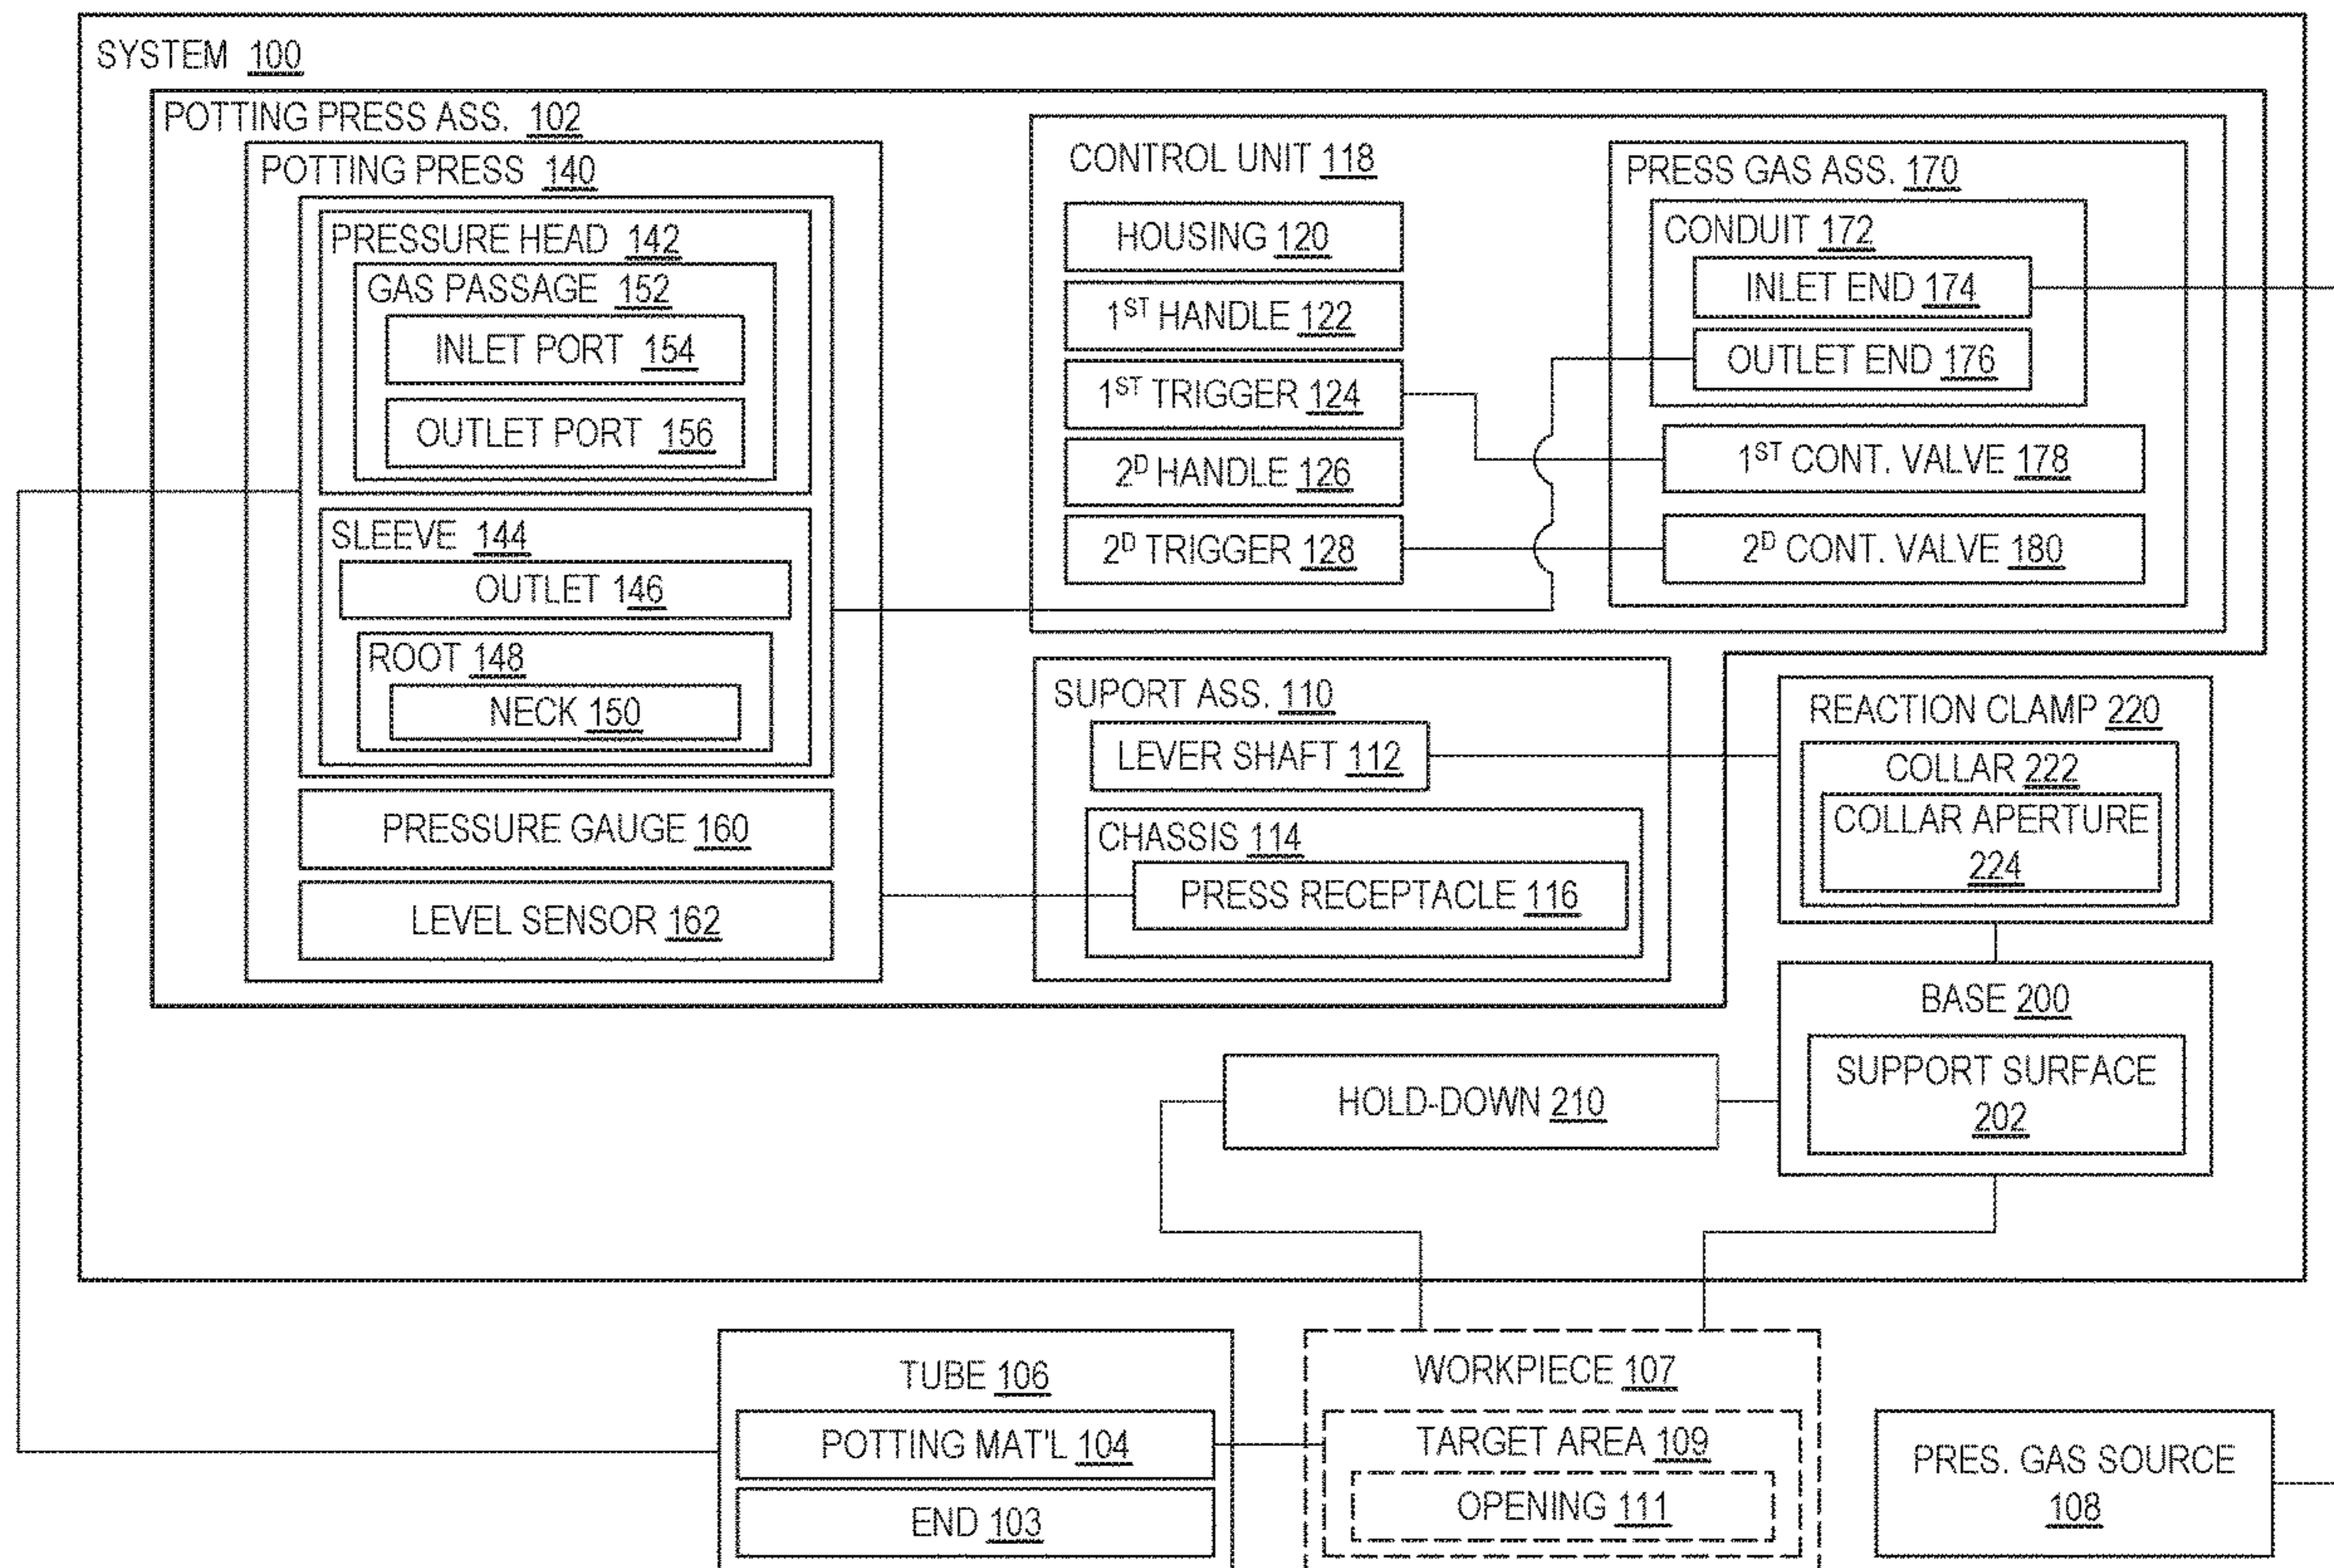 SYSTEM 100
POTTING PRESS ASS. 102
POTTING PRESS 140
PRESSURE HEAD 142
GAS PASSAGE 152
INLET PORT 154
OUTLET PORT 156
SLEEVE 144
OUTLET 146
ROOT 148
NECK 150
PRESSURE GAUGE 160
LEVEL SENSOR 162
CONTROL UNIT 118
HOUSING 120
1ST HANDLE 122
1ST TRIGGER 124
2D HANDLE 126
2D TRIGGER 128
PRESS GAS ASS. 170
CONDUIT 172
INLET END 174
OUTLET END 176
1ST CONT. VALVE 178
2D CONT. VALVE 180
SUPORT ASS. 110
LEVER SHAFT 112
CHASSIS 114
PRESS RECEPTACLE 116
REACTION CLAMP 220
COLLAR 222
COLLAR APERTURE
224
BASE 200
SUPPORT SURFACE
202
HOLD-DOWN 210
TUBE 106
POTTING MAT'L 104
END 103
WORKPIECE 107
TARGET AREA 109
OPENING 111
PRES. GAS SOURCE
108